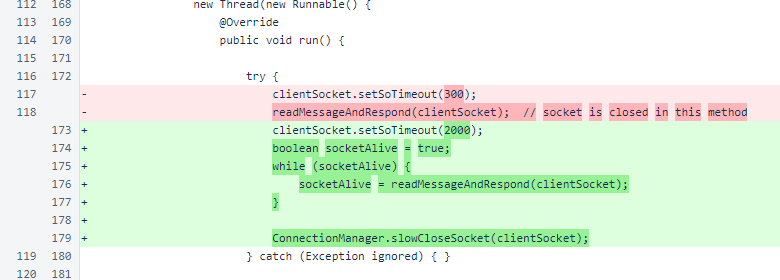 112 168 new Thread(new Runnable() {
113 169 @Override
114 170 public void run() {
115 171
116 172 try {
117 - clientSocket.setSoTimeout(300);
118 - readMessageAndRespond(clientSocket);  // socket is closed in this method
173 + clientSocket.setSoTimeout(2000);
174 + boolean socketAlive = true;
175 + while (socketAlive) {
176 + socketAlive = readMessageAndRespond(clientSocket);
177 + }
178 +
179 + ConnectionManager.slowCloseSocket(clientSocket);
119 180 } catch (Exception ignored) { }
120 181